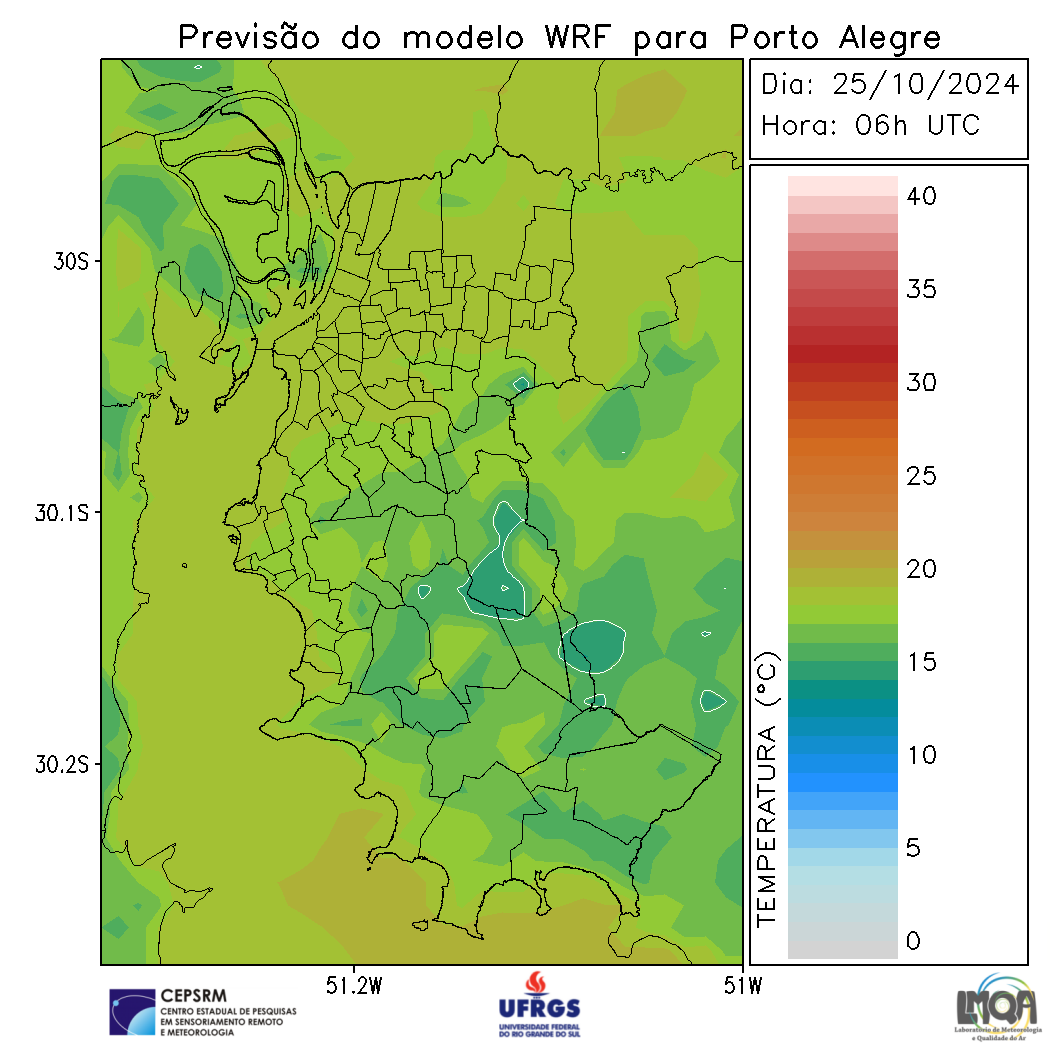 Previsão do modelo WRF para Porto Alegre
Dia: 25/10/2024
Hora: 06h UTC
30S
30.1S
30.2S
51.2W
51W
TEMPERATURA (°C)
40
35
30
25
20
15
10
5
0
CEPSRM
CENTRO ESTADUAL DE PESQUISAS
EM SENSORIAMENTO REMOTO
E METEOROLOGIA
UFRGS
UNIVERSIDADE FEDERAL
DO RIO GRANDE DO SUL
LMQA
Laboratório de Meteorologia
e Qualidade do Ar